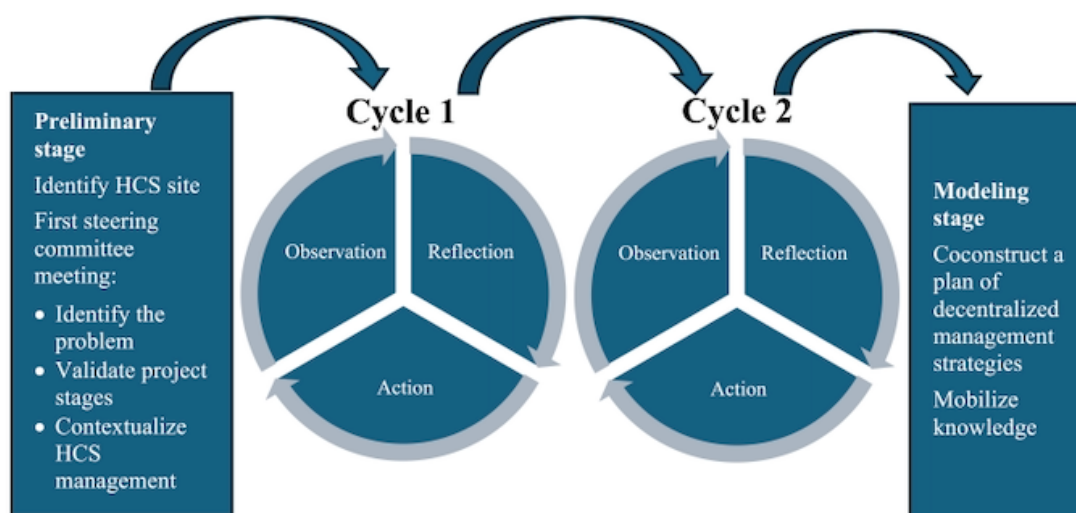 Preliminary
stage
Identify HCS site
First steering
committee
meeting:
• Identify the
problem
• Validate project
stages
• Contextualize
HCS
management
Cycle 1
Observation
Reflection
Action
Cycle 2
Observation
Reflection
Action
Modeling
stage
Coconstruct a
plan of
decentralized
management
strategies
Mobilize
knowledge